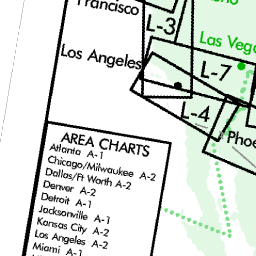 Francisco
L-3
Las Vega
Los Angeles
L-7
L-4
Phoe
AREA CHARTS
Atlanta A-1
Chicago/Milwaukee A-2
Dallas/Ft Worth A-2
Denver A-2
Detroit A-1
Jacksonville A-1
Kansas City A-2
Los Angeles A-2
Miami A-1